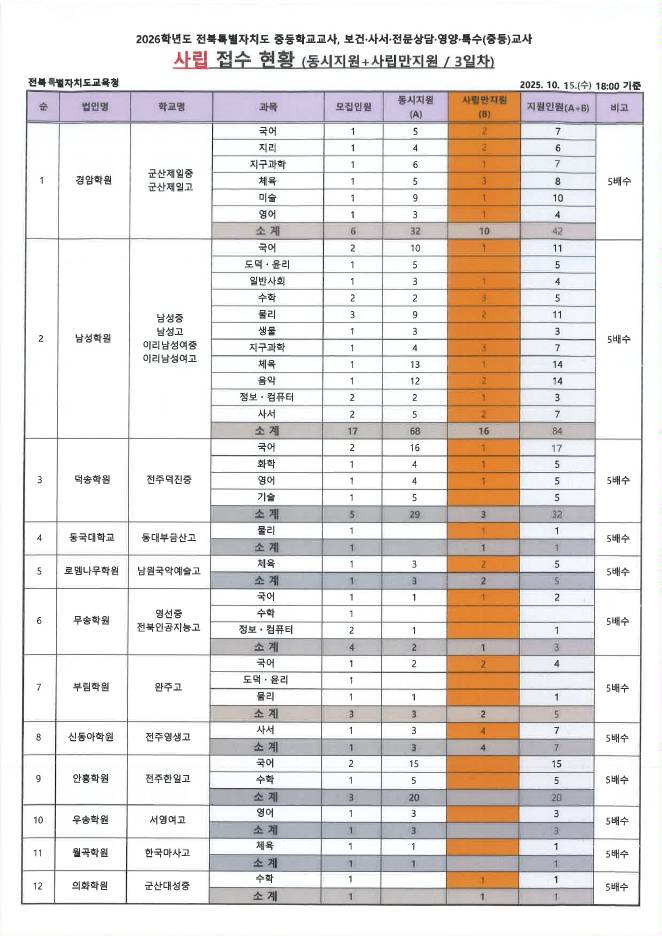 2026학년도 전북특별자치도 중등학교교사, 보건·사서·전문상담·영양·특수(중등)교사
사립 접수 현황 (동시지원+사립만지원 / 3일차)
전북특별자치도교육청 2025. 10. 15.(수) 18:00 기준
순 법인명 학교명 과목 모집인원 동시지원(A) 사립만지원(B) 지원인원(A+B) 비고
1 경암학원 군산제일중 군산제일고 국어 1 5 2 7 5배수
지리 1 4 2 6
지구과학 1 6 1 7
체육 1 5 3 8
미술 1 9 1 10
영어 1 3 1 4
소 계 6 32 10 42
2 남성학원 남성중 남성고 이리남성여중 이리남성여고 국어 2 10 1 11 5배수
도덕·윤리 1 5 5
일반사회 1 3 1 4
수학 2 2 3 5
물리 3 9 2 11
생물 1 3 3
지구과학 1 4 3 7
체육 1 13 1 14
음악 1 12 2 14
정보·컴퓨터 2 2 1 3
사서 2 5 2 7
소 계 17 68 16 84
3 덕송학원 전주덕진중 국어 2 16 1 17 5배수
화학 1 4 1 5
영어 1 4 1 5
기술 1 5 5
소 계 5 29 3 32
4 동국대학교 동대부금산고 물리 1 1 1 5배수
소 계 1 1 1
5 로뎀나무학원 남원국악예술고 체육 1 3 2 5 5배수
소 계 1 3 2 5
6 무송학원 영선중 전북인공지능고 국어 1 1 1 2 5배수
수학 1
정보·컴퓨터 2 1 1
소 계 4 2 1 3
7 부림학원 완주고 국어 1 2 2 4 5배수
도덕·윤리 1
물리 1 1 1
소 계 3 3 2 5
8 신동아학원 전주영생고 사서 1 3 4 7 5배수
소 계 1 3 4 7
9 안홍학원 전주한일고 국어 2 15 15 5배수
수학 1 5 5
소 계 3 20 20
10 우송학원 서영여고 영어 1 3 3 5배수
소 계 1 3 3
11 월곡학원 한국마사고 체육 1 1 1 5배수
소 계 1 1 1
12 의화학원 군산대성중 수학 1 1 1 5배수
소 계 1 1 1